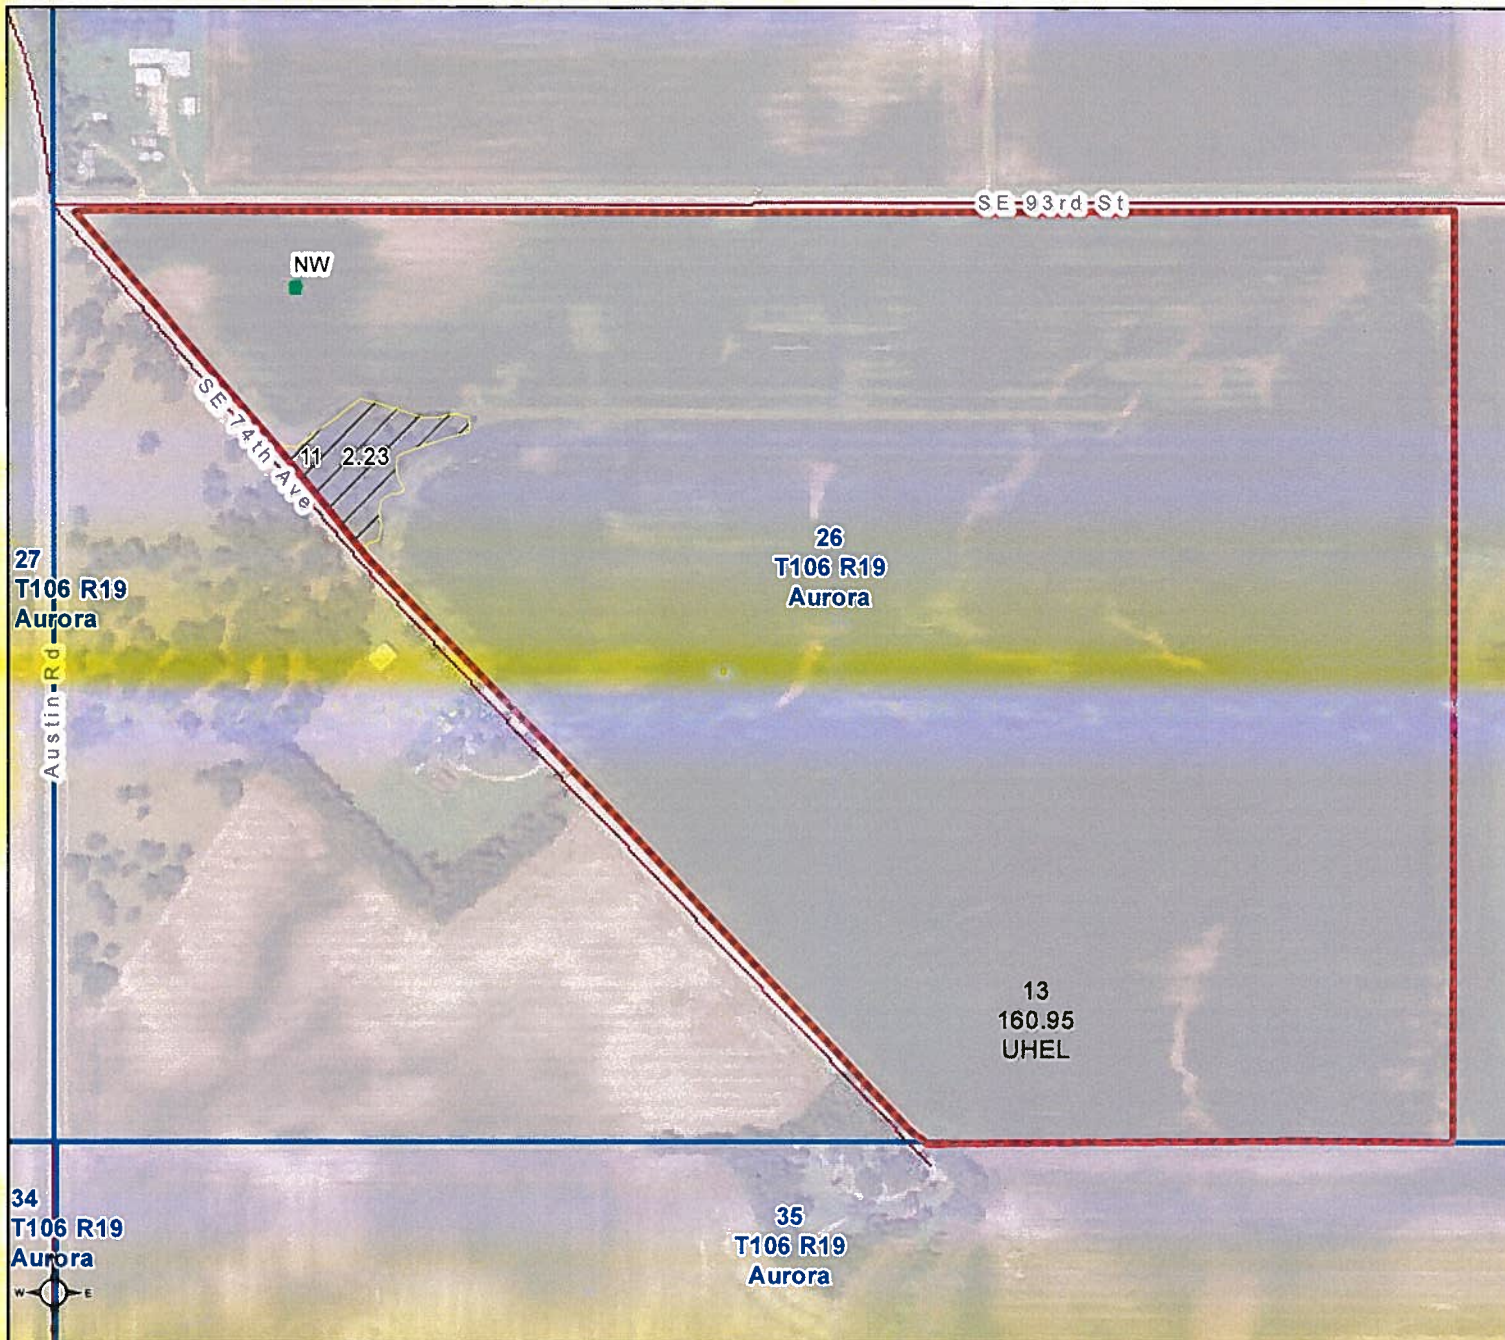 SE 93rd St
NW
SE 74th Ave
11 2.23
26
T106 R19
Aurora
27
T106 R19
Aurora
Austin Rd
13
160.95
UHEL
34
T106 R19
Aurora
35
T106 R19
Aurora
W E